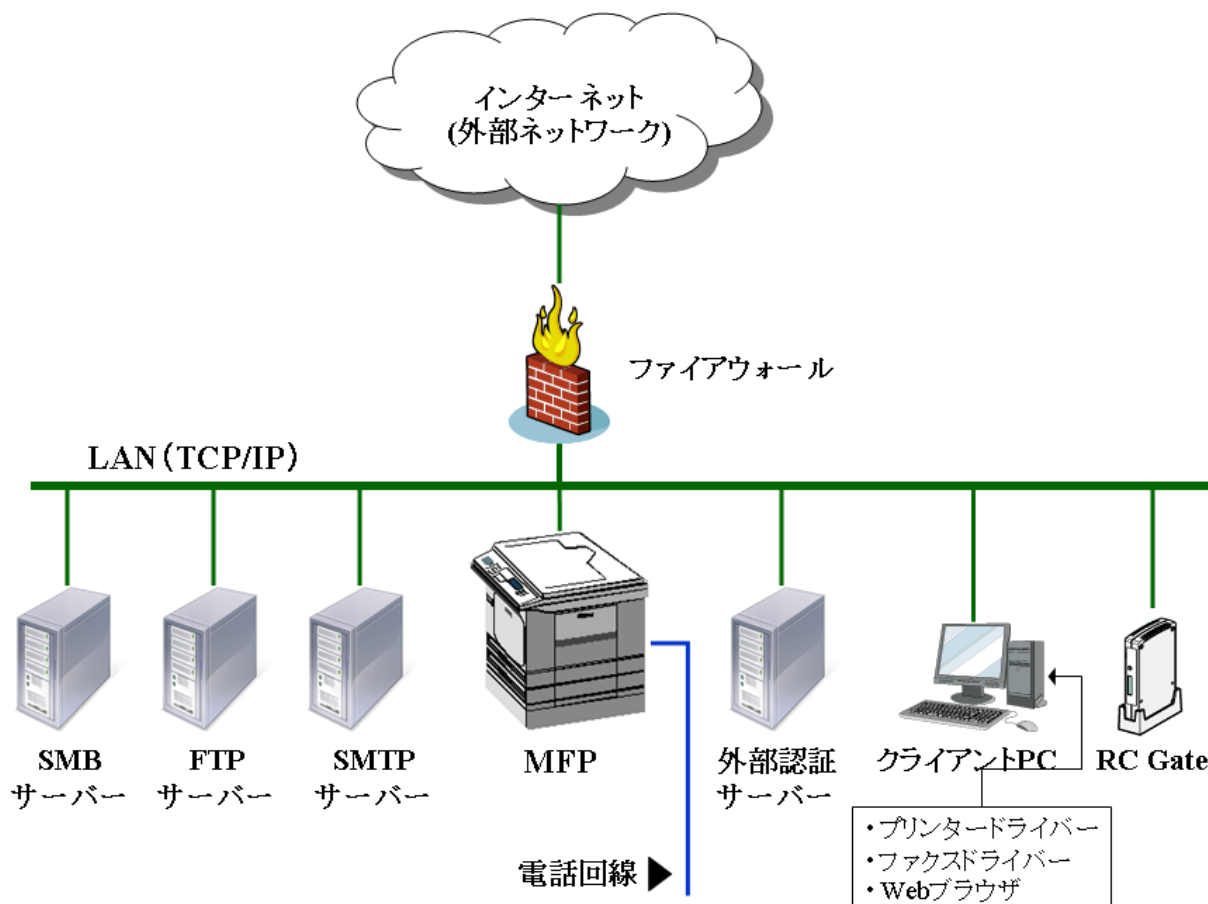 インターネット
(外部ネットワーク)
ファイアウォール
LAN（TCP/IP）
SMB
サーバー
FTP
サーバー
SMTP
サーバー
MFP
外部認証
サーバー
クライアントPC
RC Gate
電話回線
・プリンタードライバー
・ファクスドライバー
・Webブラウザ